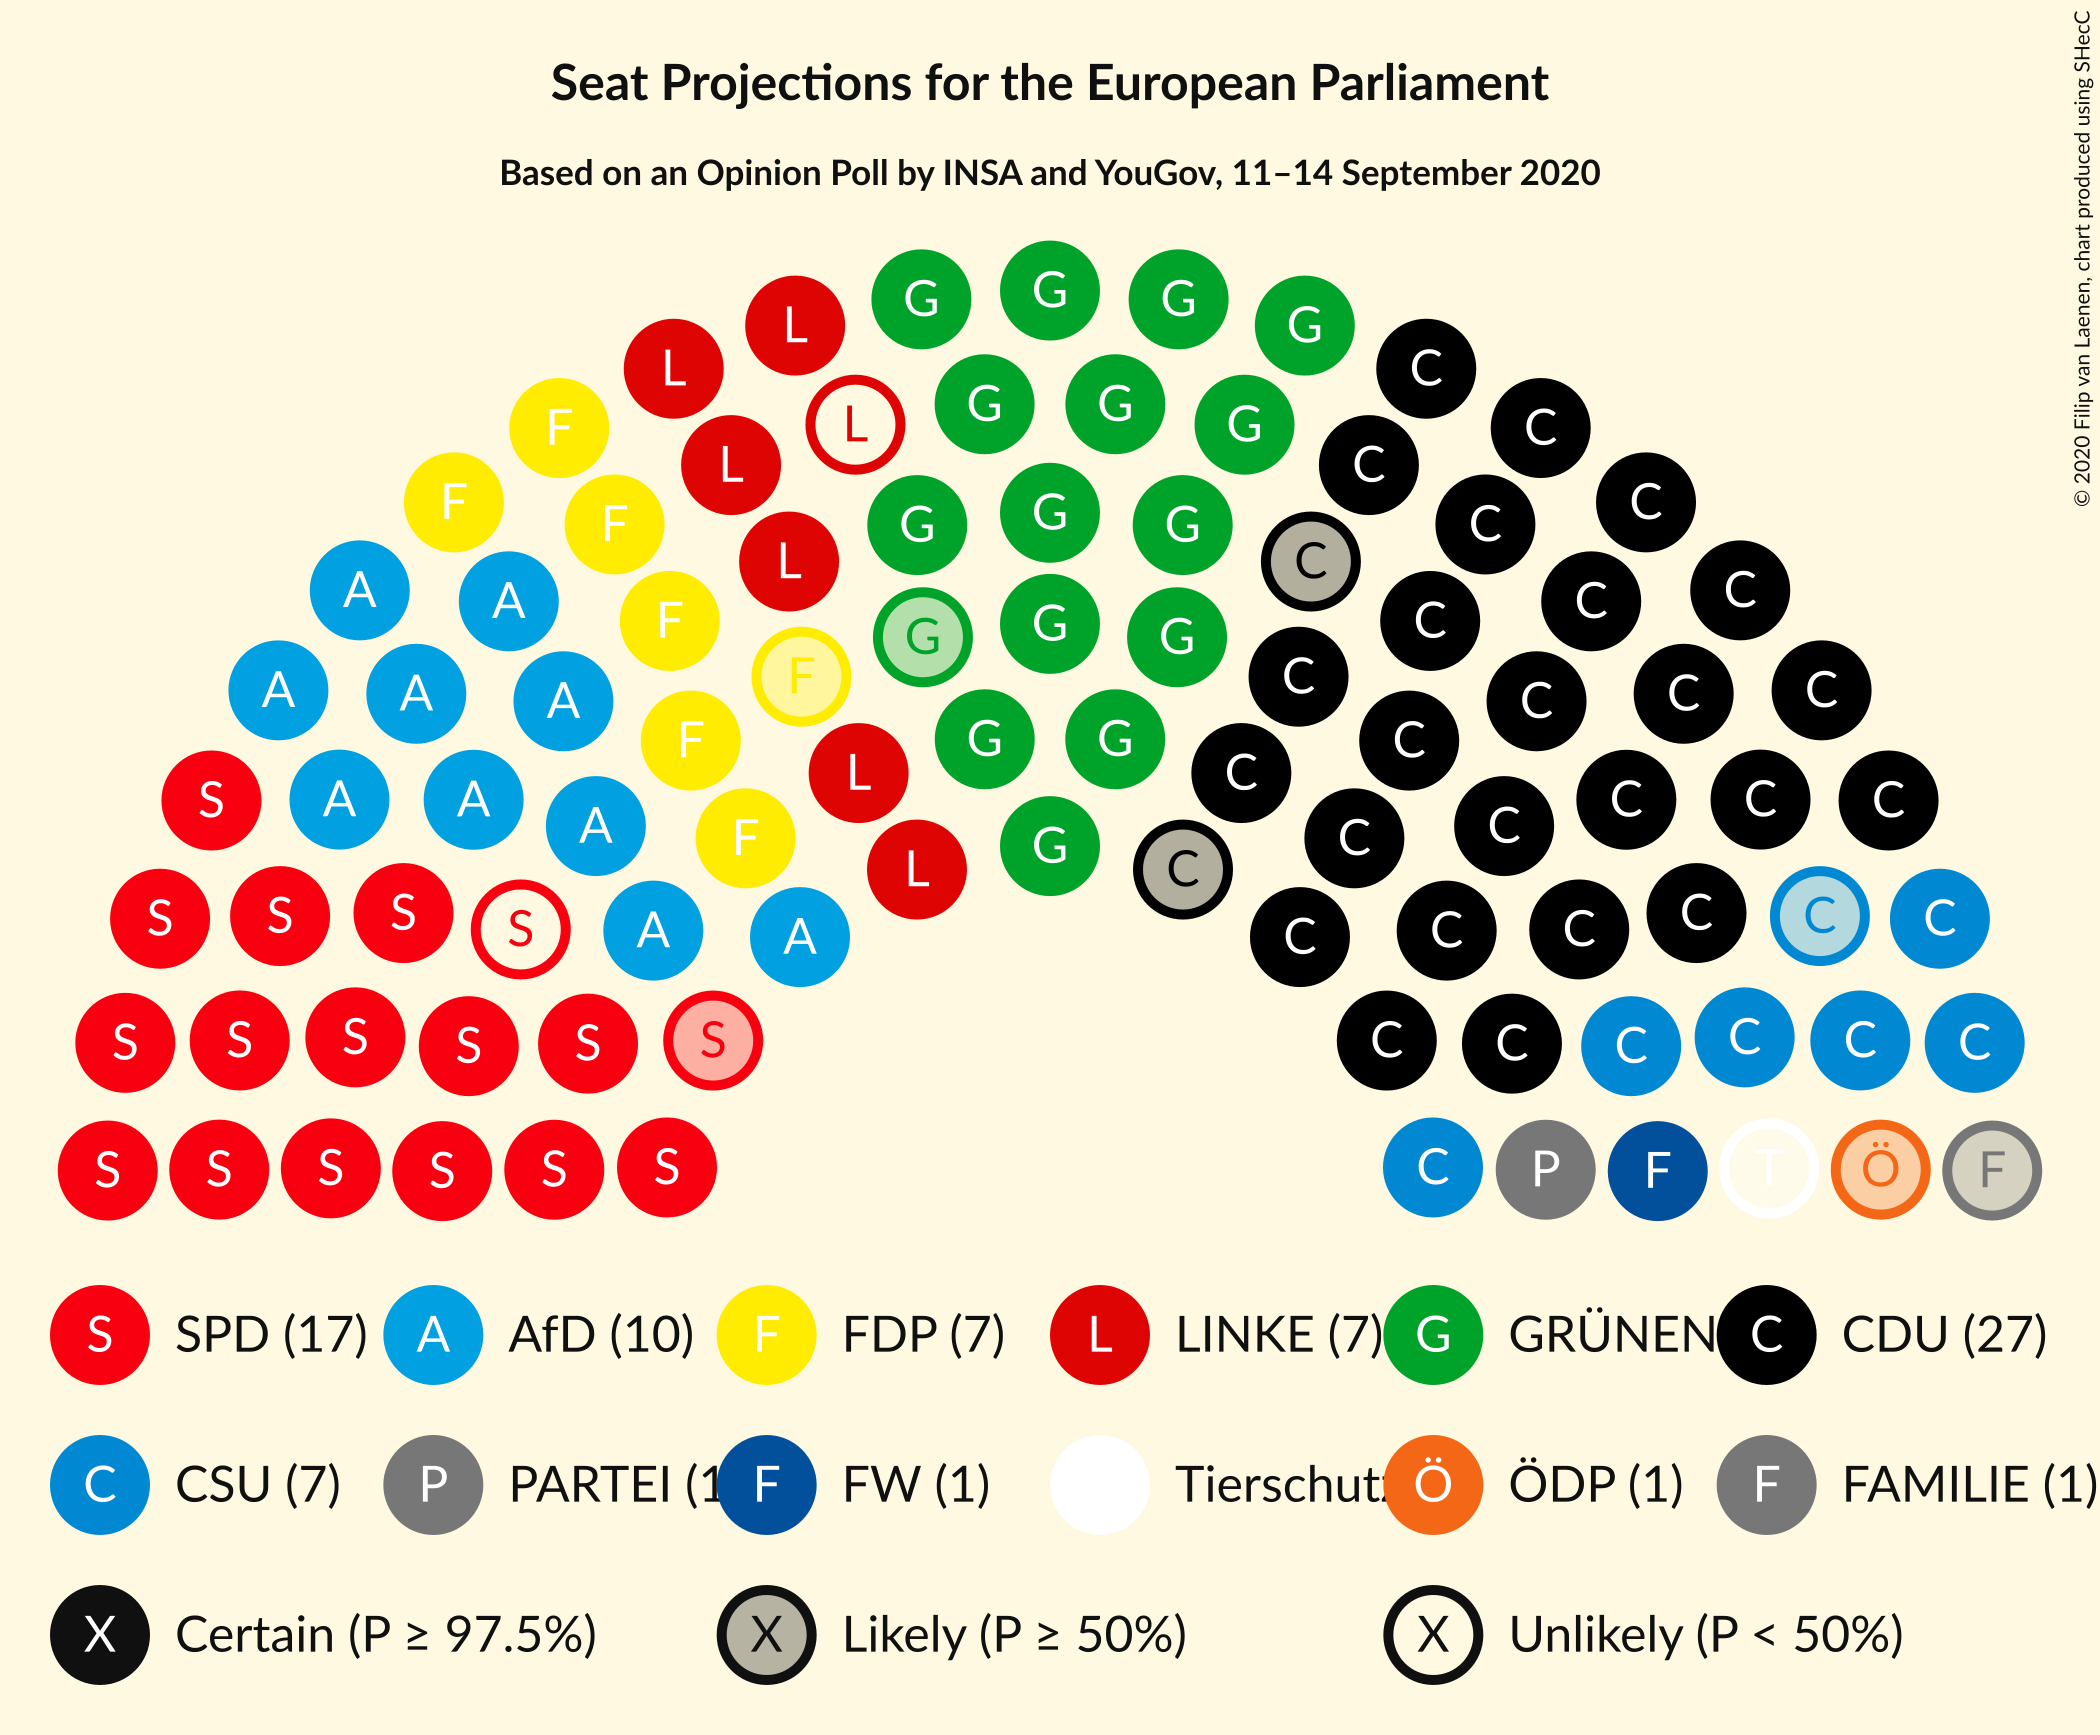 Seat Projections for the European Parliament
Based on an Opinion Poll by INSA and YouGov, 11–14 September 2020
© 2020 Filip van Laenen, chart produced using SHecC
G G G G
L L C C
F L G G G C
F L C C
F L G G G C C C
A A F L G G G C C C
A A A F F G G C C C C
S A A A F L G C C C C C C
S S S S A A L C C C C C C C
S S S S S S C C C C C C
S S S S S S C P F T Ö F
S SPD (17) A AfD (10) F FDP (7) L LINKE (7) G GRÜNEN C CDU (27)
C CSU (7) P PARTEI (1 F FW (1) Tierschutz Ö ÖDP (1) F FAMILIE (1)
X Certain (P ≥ 97.5%) X Likely (P ≥ 50%) X Unlikely (P < 50%)